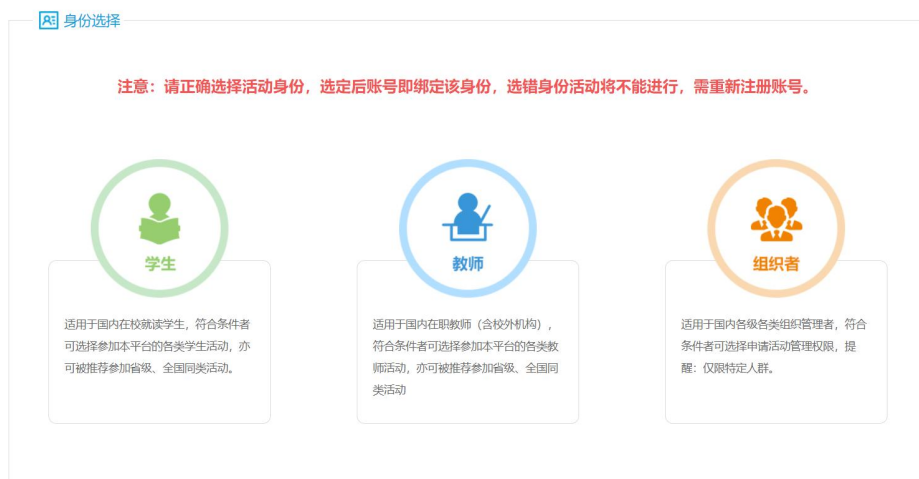 身份选择
注意：请正确选择活动身份，选定后账号即绑定该身份，选错身份活动将不能进行，需重新注册账号。
学生
适用于国内在校就读学生，符合条件者
可选择参加本平台的各类学生活动，亦
可被推荐参加省级、全国同类活动。
教师
适用于国内在职教师（含校外机构），
符合条件者可选择参加本平台的各类教
师活动，亦可被推荐参加省级、全国同
类活动
组织者
适用于国内各级各类组织管理者，符合
条件者可选择申请活动管理权限，提
醒：仅限特定人群。